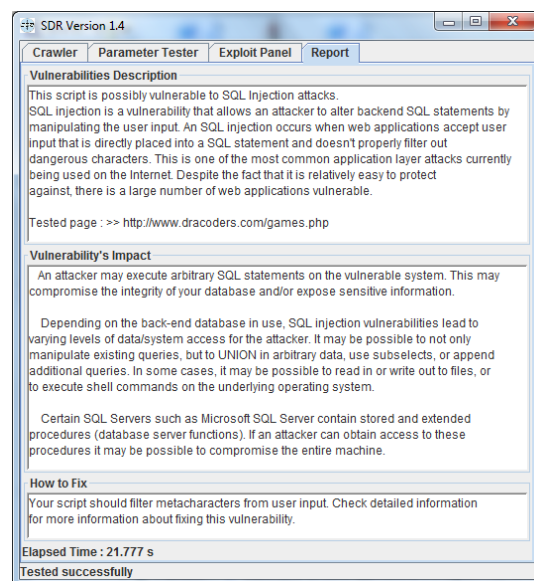 SDR Version 1.4
Crawler Parameter Tester Exploit Panel Report
Vulnerabilities Description
This script is possibly vulnerable to SQL Injection attacks.
SQL injection is a vulnerability that allows an attacker to alter backend SQL statements by
manipulating the user input. An SQL injection occurs when web applications accept user
input that is directly placed into a SQL statement and doesn't properly filter out
dangerous characters. This is one of the most common application layer attacks currently
being used on the Internet. Despite the fact that it is relatively easy to protect
against, there is a large number of web applications vulnerable.
Tested page : >> http://www.dracoders.com/games.php
Vulnerability's Impact
An attacker may execute arbitrary SQL statements on the vulnerable system. This may
compromise the integrity of your database and/or expose sensitive information.
Depending on the back-end database in use, SQL injection vulnerabilities lead to
varying levels of data/system access for the attacker. It may be possible to not only
manipulate existing queries, but to UNION in arbitrary data, use subselects, or append
additional queries. In some cases, it may be possible to read in or write out to files, or
to execute shell commands on the underlying operating system.
Certain SQL Servers such as Microsoft SQL Server contain stored and extended
procedures (database server functions). If an attacker can obtain access to these
procedures it may be possible to compromise the entire machine.
How to Fix
Your script should filter metacharacters from user input. Check detailed information
for more information about fixing this vulnerability.
Elapsed Time : 21.777 s
Tested successfully